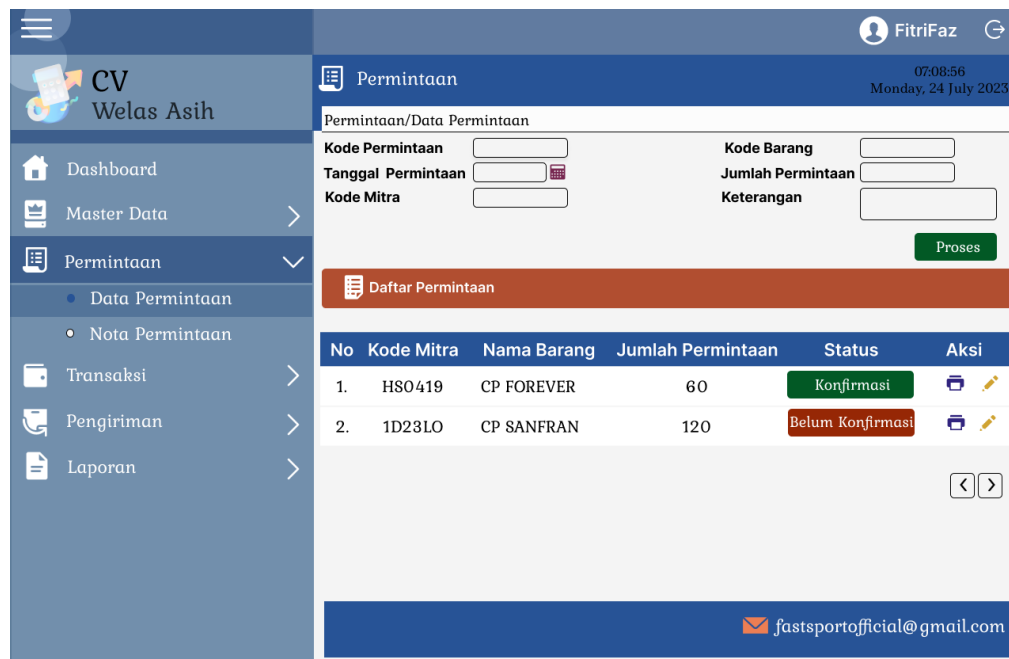 FitriFaz
CV
Welas Asih
Dashboard
Master Data
Permintaan
Data Permintaan
Nota Permintaan
Transaksi
Pengiriman
Laporan
Permintaan
07:08:56
Monday, 24 July 2023
Permintaan/Data Permintaan
Kode Permintaan
Kode Barang
Tanggal Permintaan
Jumlah Permintaan
Kode Mitra
Keterangan
Proses
Daftar Permintaan
No Kode Mitra Nama Barang Jumlah Permintaan Status Aksi
1. HS0419 CP FOREVER 60 Konfirmasi
2. 1D23LO CP SANFRAN 120 Belum Konfirmasi
fastsportofficial@gmail.com